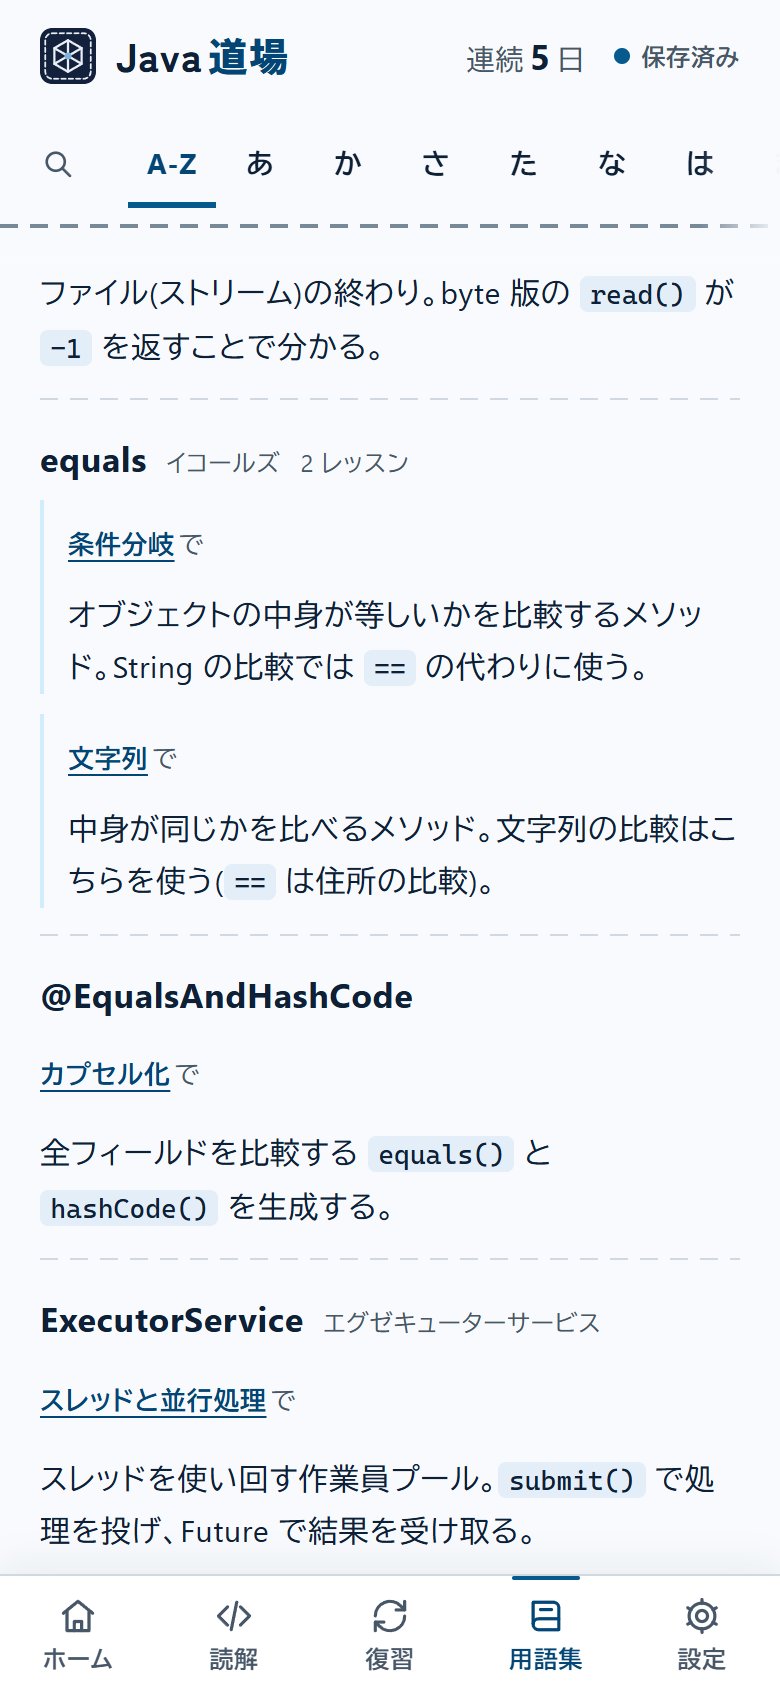 Java 道場
連続 5 日
保存済み
A-Z あ か さ た な は
ファイル(ストリーム)の終わり。byte 版の read() が
-1 を返すことで分かる。
equals イコールズ 2 レッスン
条件分岐 で
オブジェクトの中身が等しいかを比較するメソッ
ド。String の比較では == の代わりに使う。
文字列 で
中身が同じかを比べるメソッド。文字列の比較はこ
ちらを使う( == は住所の比較)。
@EqualsAndHashCode
カプセル化 で
全フィールドを比較する equals() と
hashCode() を生成する。
ExecutorService エグゼキューターサービス
スレッドと並行処理 で
スレッドを使い回す作業員プール。 submit() で処
理を投げ、Future で結果を受け取る。
ホーム 読解 復習 用語集 設定